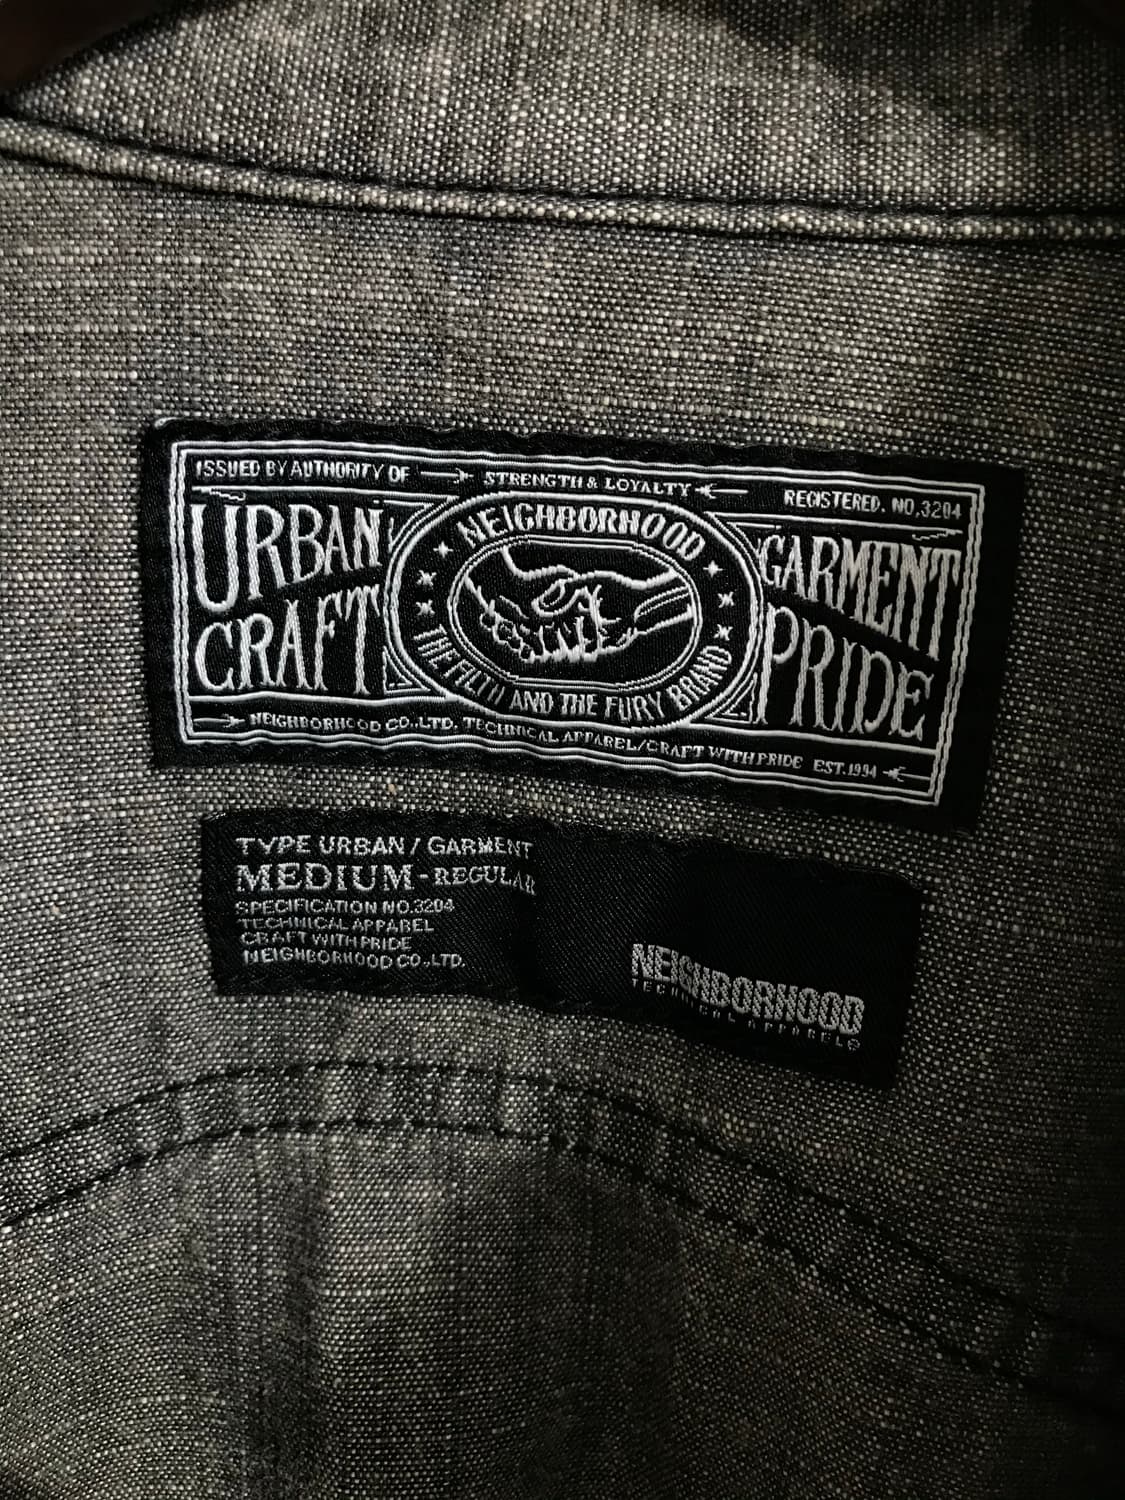 ISSUED BY AUTHORITY OF
STRENGTH & LOYALTY
REGISTERED. NO.3204
URBAN
CRAFT
NEIGHBORHOOD
THE FILTH AND THE FURY BRAND
GARMENT
PRIDE
NEIGHBORHOOD CO.,LTD. TECHNICAL APPAREL/CRAFT WITH PRIDE EST.1994
TYPE URBAN / GARMENT
MEDIUM-REGULAR
SPECIFICATION NO.3204
TECHNICAL APPAREL
CRAFT WITH PRIDE
NEIGHBORHOOD CO.,LTD.
NEIGHBORHOOD
TECHNICAL APPAREL®